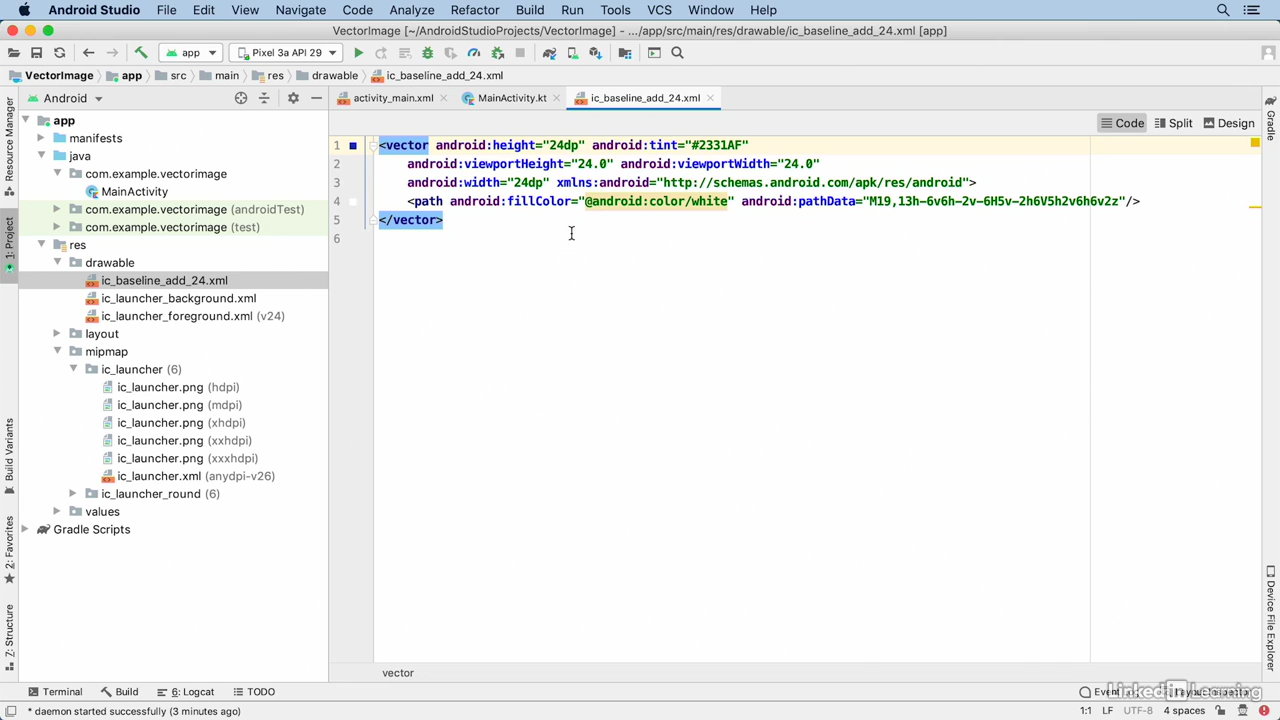 Android Studio File Edit View Navigate Code Analyze Refactor Build Run Tools VCS Window Help
VectorImage [~/AndroidStudioProjects/VectorImage] - .../app/src/main/res/drawable/ic_baseline_add_24.xml [app]
app Pixel 3a API 29
VectorImage app src main res drawable ic_baseline_add_24.xml
Android
activity_main.xml MainActivity.kt ic_baseline_add_24.xml
Code Split Design
Resource Manager
1: Project
Build Variants
2: Favorites
Z: Structure
app
manifests
java
com.example.vectorimage
MainActivity
com.example.vectorimage (androidTest)
com.example.vectorimage (test)
res
drawable
ic_baseline_add_24.xml
ic_launcher_background.xml
ic_launcher_foreground.xml (v24)
layout
mipmap
ic_launcher (6)
ic_launcher.png (hdpi)
ic_launcher.png (mdpi)
ic_launcher.png (xhdpi)
ic_launcher.png (xxhdpi)
ic_launcher.png (xxxhdpi)
ic_launcher.xml (anydpi-v26)
ic_launcher_round (6)
values
Gradle Scripts
1 <vector android:height="24dp" android:tint="#2331AF"
2 android:viewportHeight="24.0" android:viewportWidth="24.0"
3 android:width="24dp" xmlns:android="http://schemas.android.com/apk/res/android">
4 <path android:fillColor="@android:color/white" android:pathData="M19,13h-6v6h-2v-6H5v-2h6V5h2v6h6v2z"/>
5 </vector>
6
Gradle
Device File Explorer
vector
Terminal Build 6: Logcat TODO
LinkedIn Learning
* daemon started successfully (3 minutes ago)
1:1 LF UTF-8 4 spaces